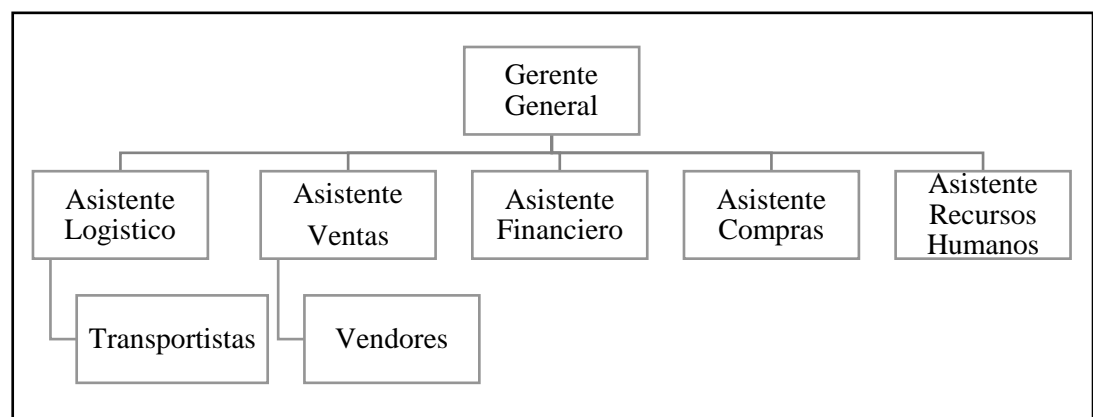 Gerente
General
Asistente
Logistico
Asistente
Ventas
Asistente
Financiero
Asistente
Compras
Asistente
Recursos
Humanos
Transportistas
Vendores